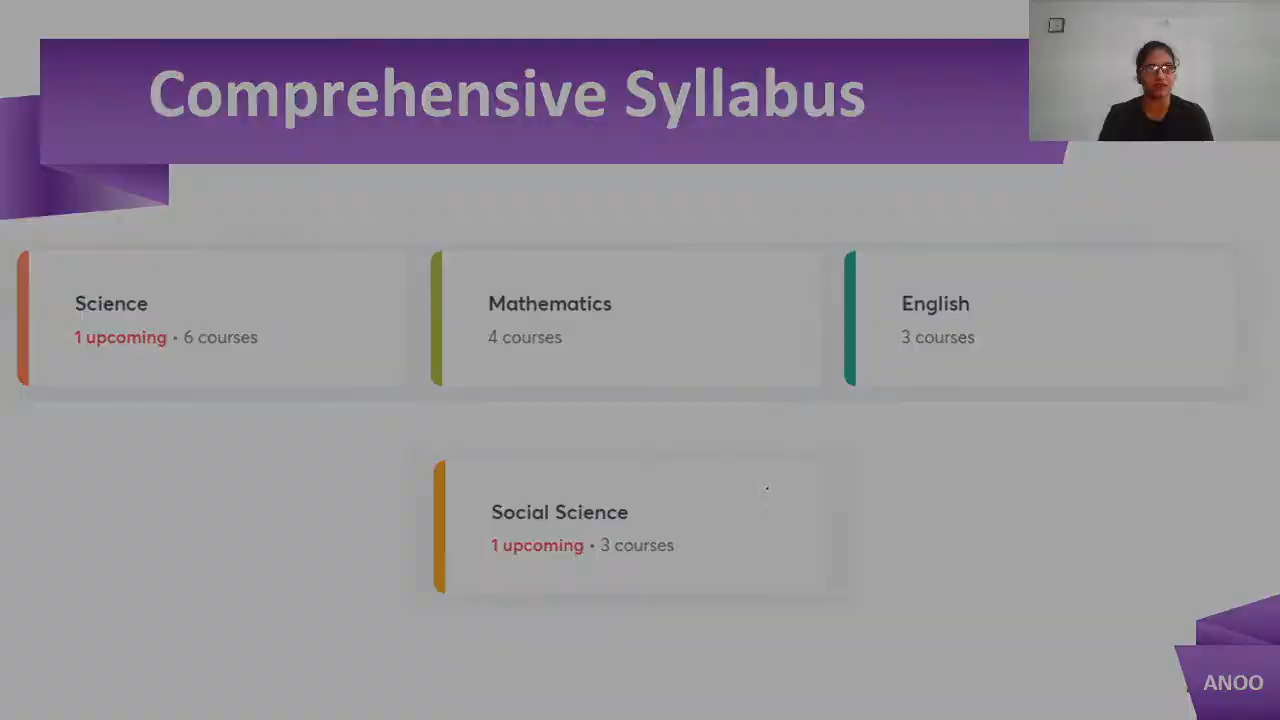 Comprehensive Syllabus
Science
1 upcoming • 6 courses
Mathematics
4 courses
English
3 courses
Social Science
1 upcoming • 3 courses
ANOO